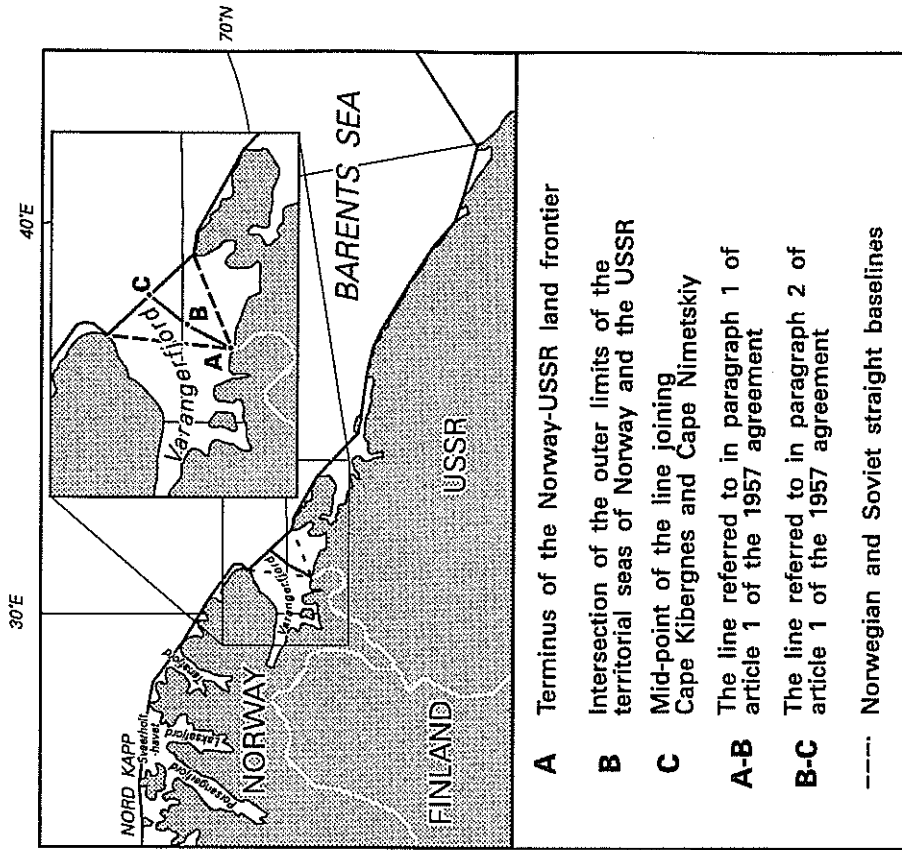 30°E
40°E
70°N
NORD KAPP
Sværholt
havet
Porsangerfjord
Laksafjord
Tanafjord
Varangerfjord
NORWAY
FINLAND
USSR
BARENTS SEA
Varangerfjord
A
B
C
A Terminus of the Norway-USSR land frontier
B Intersection of the outer limits of the
territorial seas of Norway and the USSR
C Mid-point of the line joining
Cape Kibergnes and Cape Nimetskiy
A-B The line referred to in paragraph 1 of
article 1 of the 1957 agreement
B-C The line referred to in paragraph 2 of
article 1 of the 1957 agreement
Norwegian and Soviet straight baselines